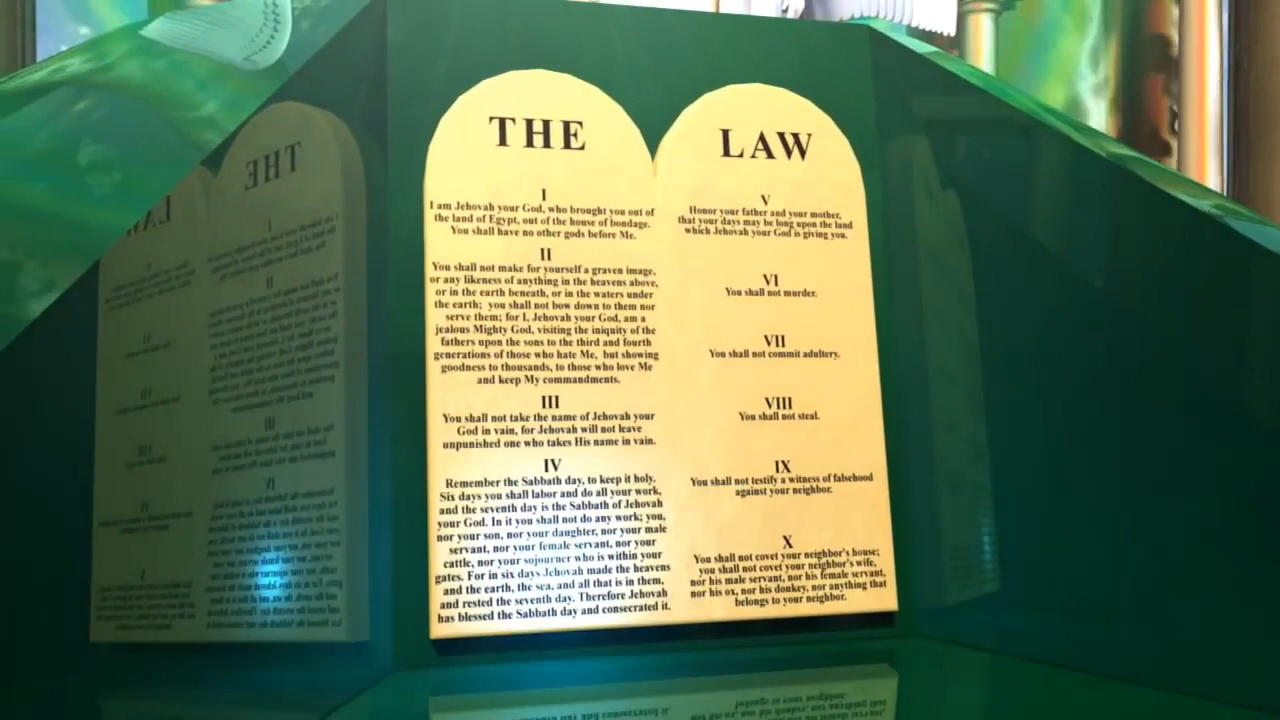 THE
I
I am Jehovah your God, who brought you out of
the land of Egypt, out of the house of bondage.
You shall have no other gods before Me.
II
You shall not make for yourself a graven image,
or any likeness of anything in the heavens above,
or in the earth beneath, or in the waters under
the earth; you shall not bow down to them nor
serve them; for I, Jehovah your God, am a
jealous Mighty God, visiting the iniquity of the
fathers upon the sons to the third and fourth
generations of those who hate Me, but showing
goodness to thousands, to those who love Me
and keep My commandments.
III
You shall not take the name of Jehovah your
God in vain, for Jehovah will not leave
unpunished one who takes His name in vain.
IV
Remember the Sabbath day, to keep it holy.
Six days you shall labor and do all your work,
and the seventh day is the Sabbath of Jehovah
your God. In it you shall not do any work; you,
nor your son, nor your daughter, nor your male
servant, nor your female servant, nor your
cattle, nor your sojourner who is within your
gates. For in six days Jehovah made the heavens
and the earth, the sea, and all that is in them,
and rested the seventh day. Therefore Jehovah
has blessed the Sabbath day and consecrated it.
LAW
V
Honor your father and your mother,
that your days may be long upon the land
which Jehovah your God is giving you.
VI
You shall not murder.
VII
You shall not commit adultery.
VIII
You shall not steal.
IX
You shall not testify a witness of falsehood
against your neighbor.
X
You shall not covet your neighbor's house;
you shall not covet your neighbor's wife,
nor his male servant, nor his female servant,
nor his ox, nor his donkey, nor anything that
belongs to your neighbor.